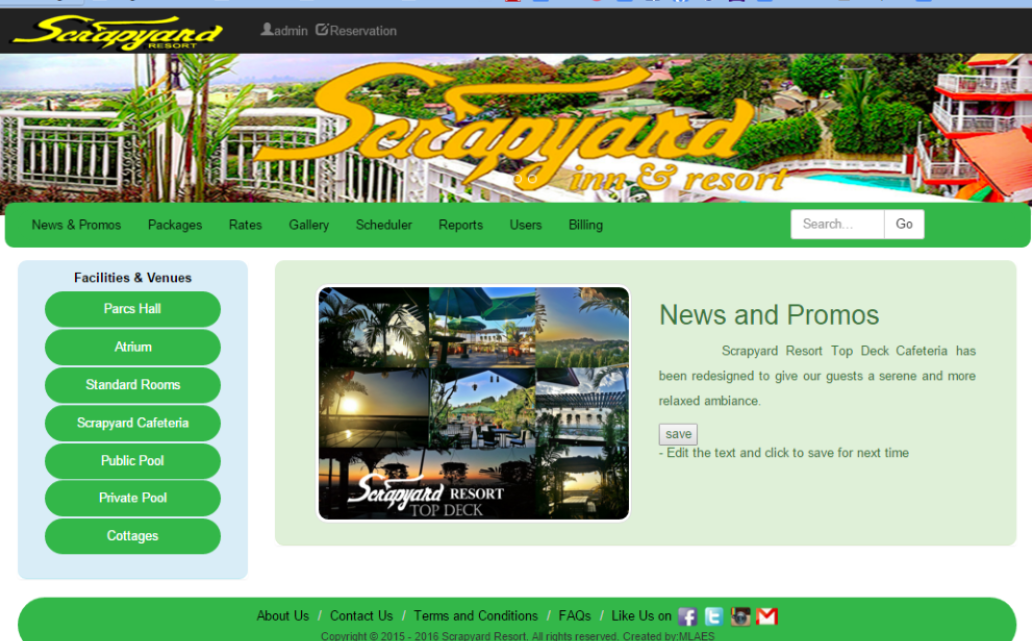 Scrapyard
RESORT
admin Reservation
Scrapyard
inn & resort
News & Promos Packages Rates Gallery Scheduler Reports Users Billing Search... Go
Facilities & Venues
Parcs Hall
Atrium
Standard Rooms
Scrapyard Cafeteria
Public Pool
Private Pool
Cottages
Scrapyard RESORT
TOP DECK
News and Promos
Scrapyard Resort Top Deck Cafeteria has
been redesigned to give our guests a serene and more
relaxed ambiance.
save
- Edit the text and click to save for next time
About Us / Contact Us / Terms and Conditions / FAQs / Like Us on
Copyright © 2015 - 2016 Scrapyard Resort. All rights reserved. Created by:MLAES